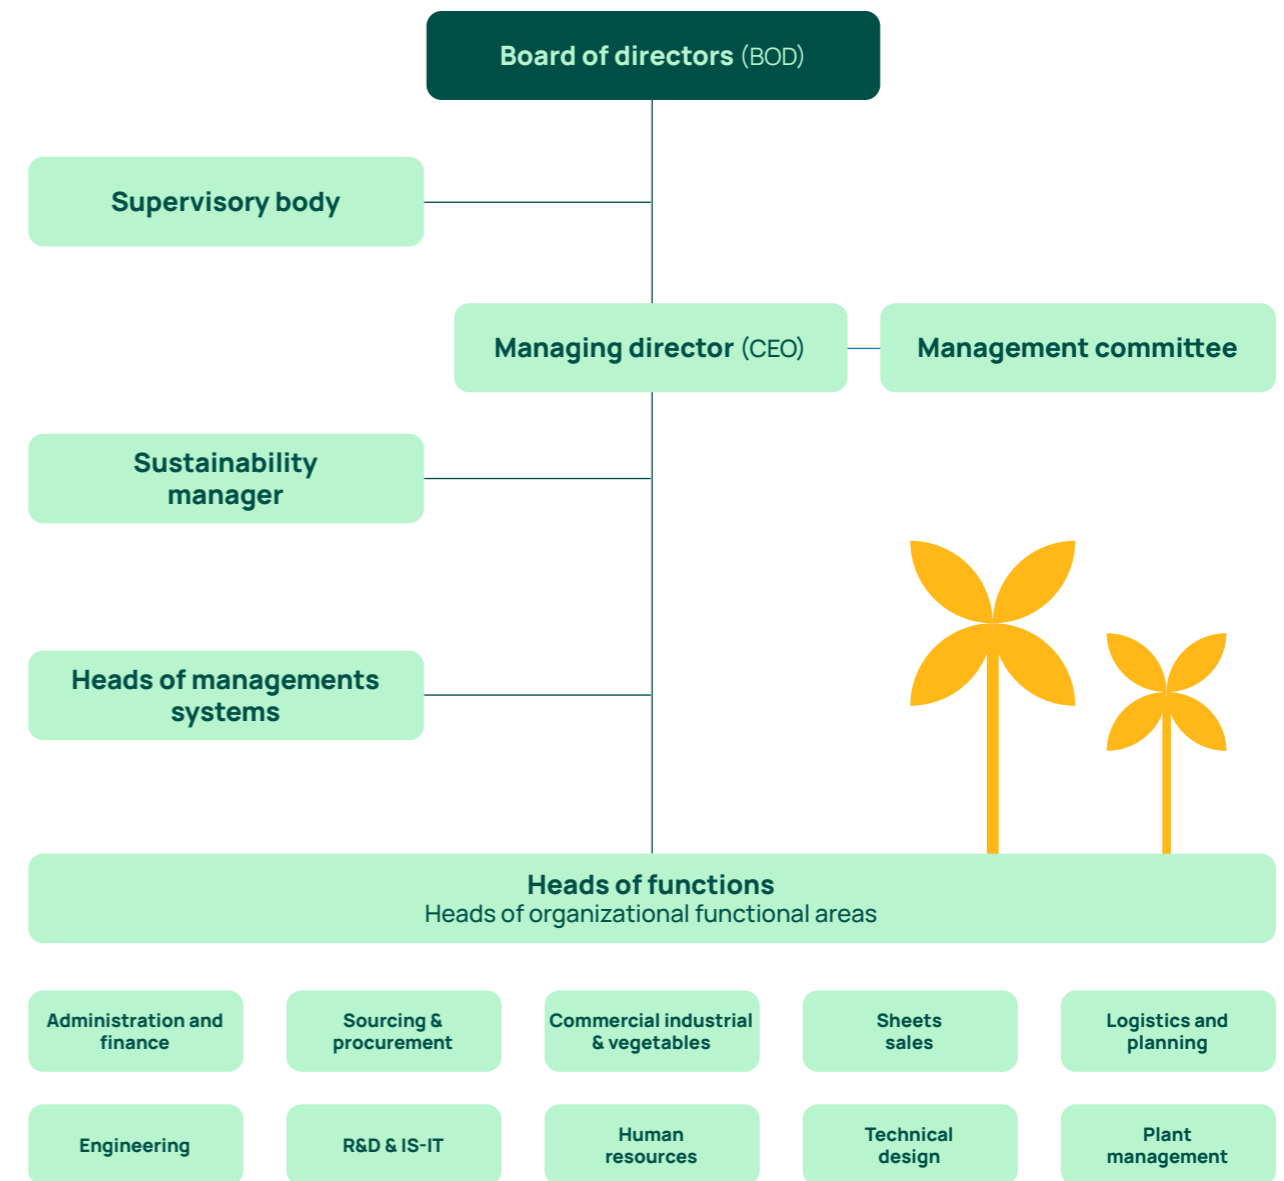 Board of directors (BOD)
Supervisory body
Managing director (CEO)
Management committee
Sustainability
manager
Heads of managements
systems
Heads of functions
Heads of organizational functional areas
Administration and
finance
Sourcing &
procurement
Commercial industrial
& vegetables
Sheets
sales
Logistics and
planning
Engineering
R&D & IS-IT
Human
resources
Technical
design
Plant
management